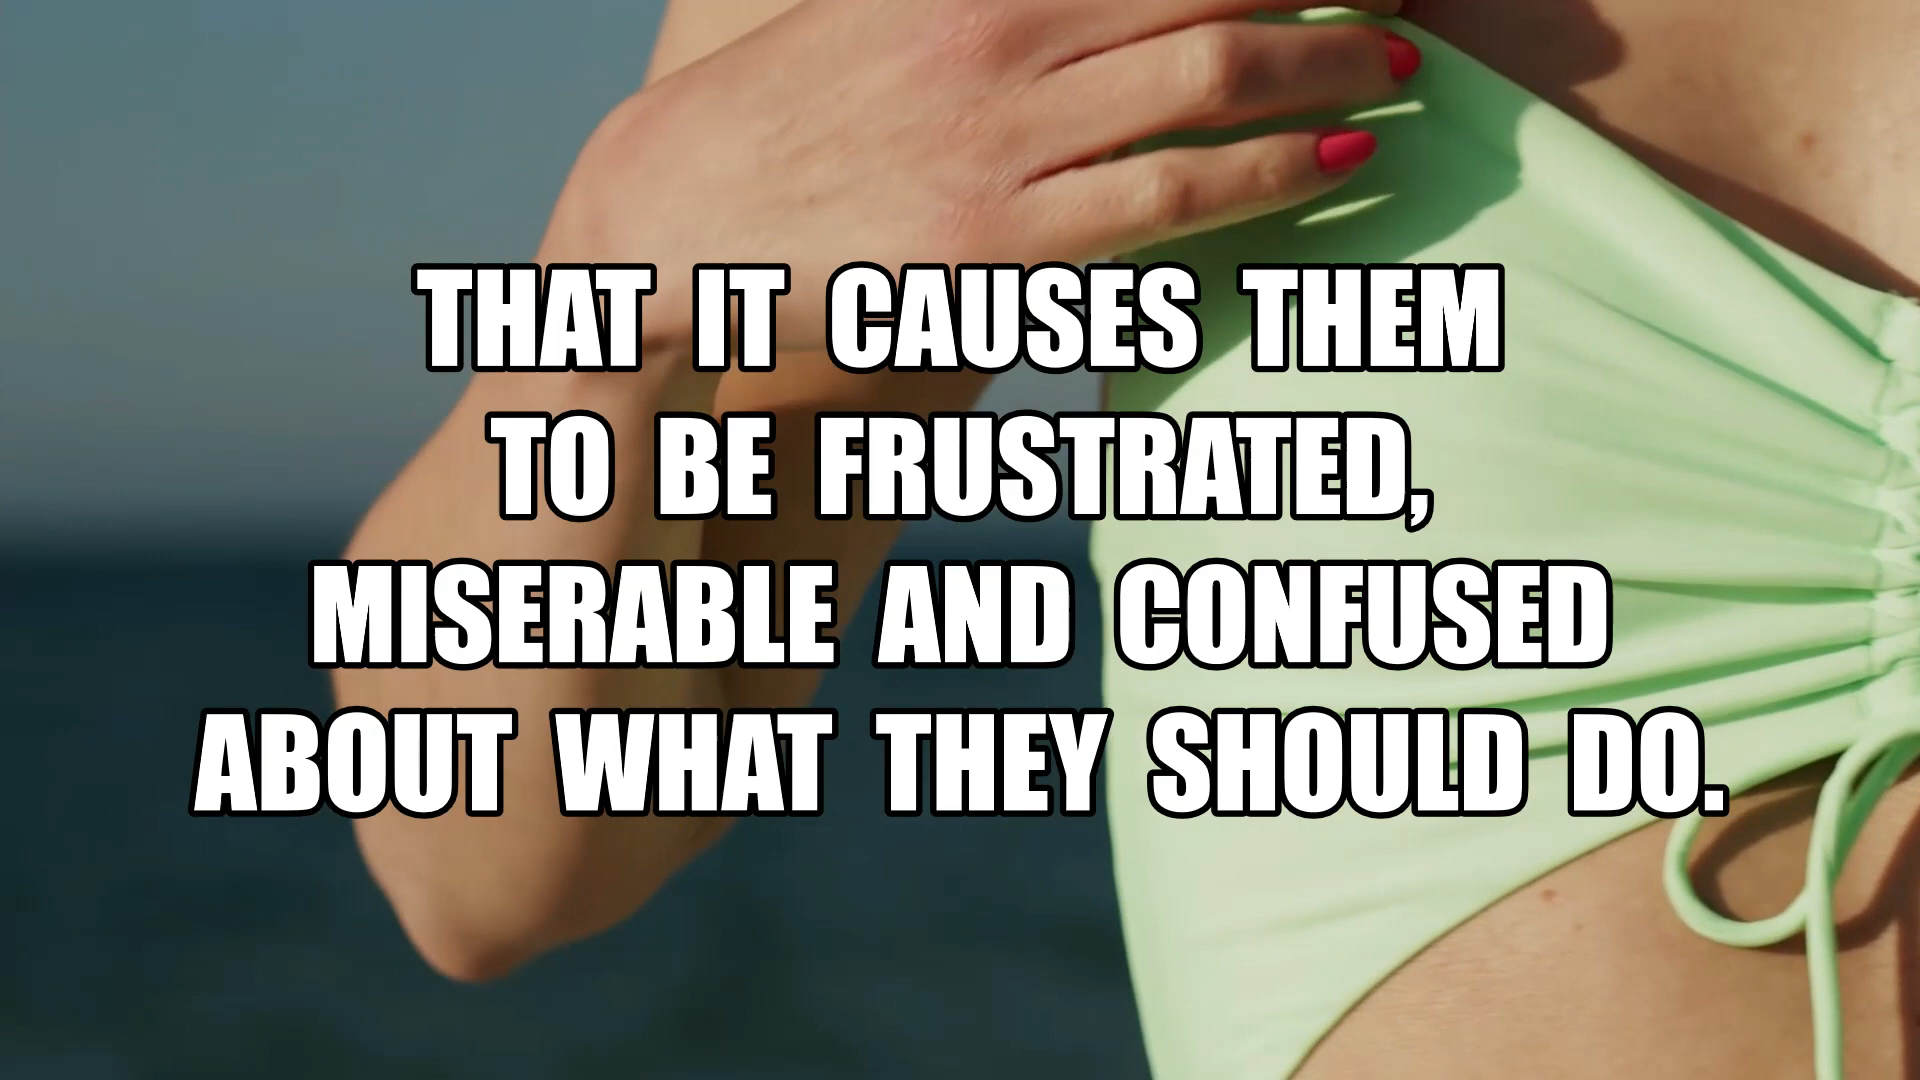 THAT IT CAUSES THEM
TO BE FRUSTRATED,
MISERABLE AND CONFUSED
ABOUT WHAT THEY SHOULD DO.